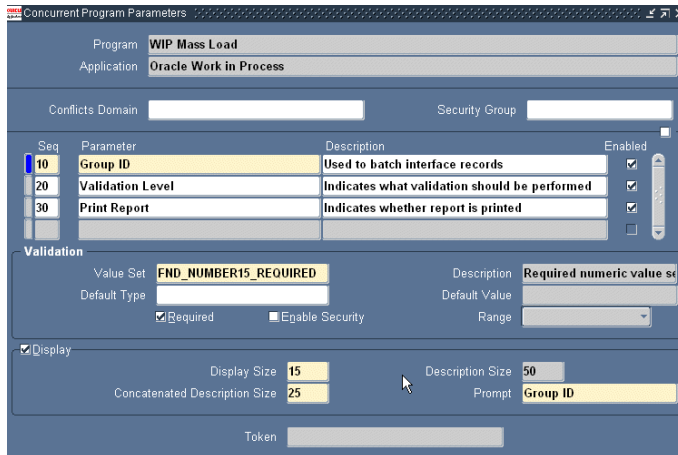 Concurrent Program Parameters
Program WIP Mass Load
Application Oracle Work in Process
Conflicts Domain Security Group
Seq Parameter Description Enabled
10 Group ID Used to batch interface records
20 Validation Level Indicates what validation should be performed
30 Print Report Indicates whether report is printed
Validation
Value Set FND_NUMBER15_REQUIRED Description Required numeric value se
Default Type Default Value
Required Enable Security Range
Display
Display Size 15 Description Size 50
Concatenated Description Size 25 Prompt Group ID
Token